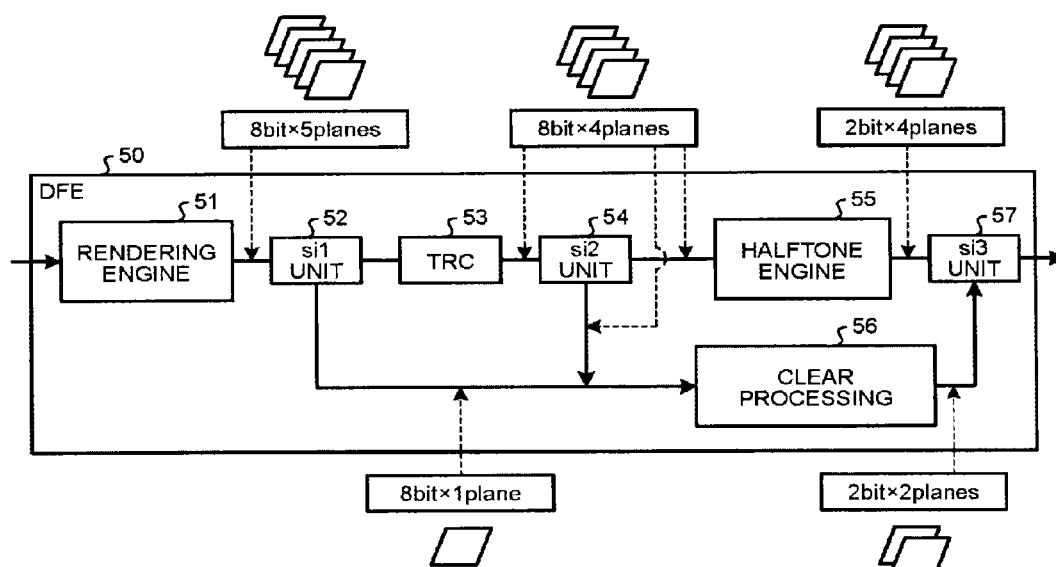 8bit×5planes
8bit×4planes
2bit×4planes
50
DFE
51
RENDERING
ENGINE
52
si1
UNIT
53
TRC
54
si2
UNIT
55
HALFTONE
ENGINE
57
si3
UNIT
56
CLEAR
PROCESSING
8bit×1plane
2bit×2planes